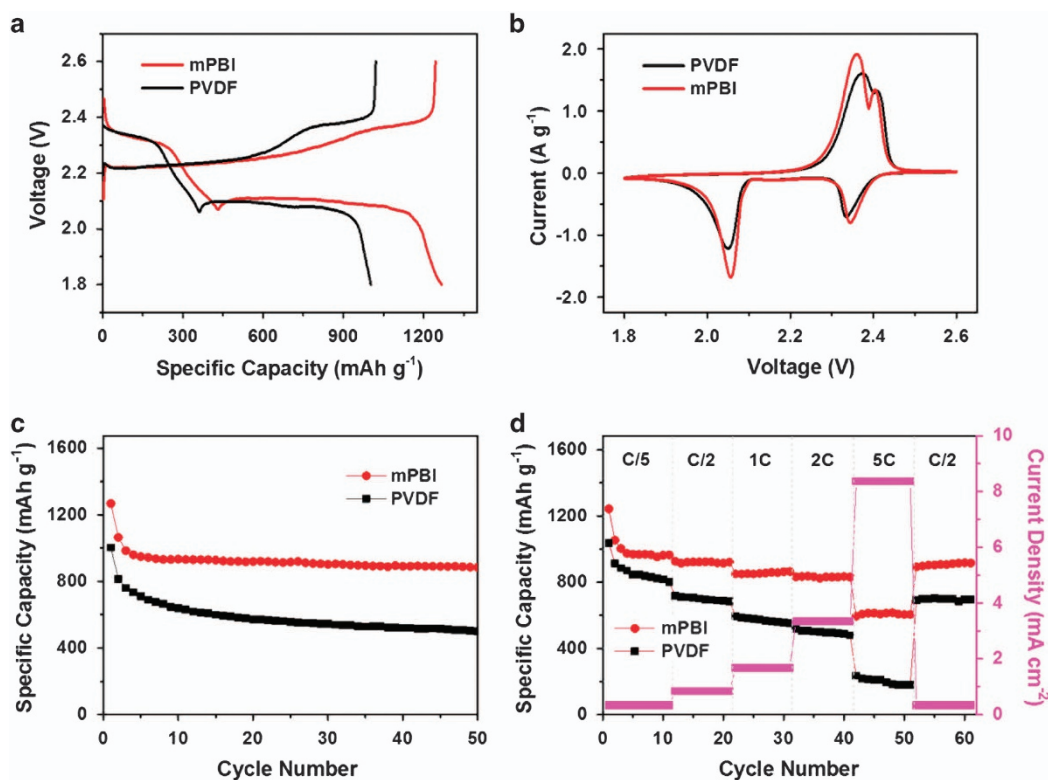 a
mPBI
PVDF
2.6
2.4
2.2
2.0
1.8
Voltage (V)
0 300 600 900 1200
Specific Capacity (mAh g⁻¹)
b
PVDF
mPBI
2.0
1.0
0.0
-1.0
-2.0
Current (A g⁻¹)
1.8 2.0 2.2 2.4 2.6
Voltage (V)
c
mPBI
PVDF
1600
1200
800
400
0
Specific Capacity (mAh g⁻¹)
0 10 20 30 40 50
Cycle Number
d
C/5 C/2 1C 2C 5C C/2
mPBI
PVDF
1600
1200
800
400
0
Specific Capacity (mAh g⁻¹)
10
8
6
4
2
0
Current Density (mA cm⁻²)
0 10 20 30 40 50 60
Cycle Number